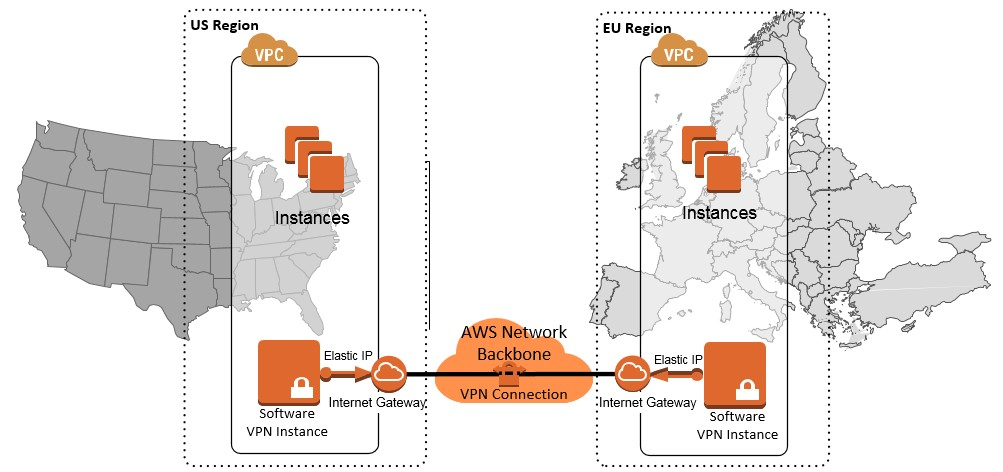 US Region
VPC
Instances
Elastic IP
Internet Gateway
Software
VPN Instance
AWS Network
Backbone
VPN Connection
EU Region
VPC
Instances
Elastic IP
Internet Gateway
Software
VPN Instance